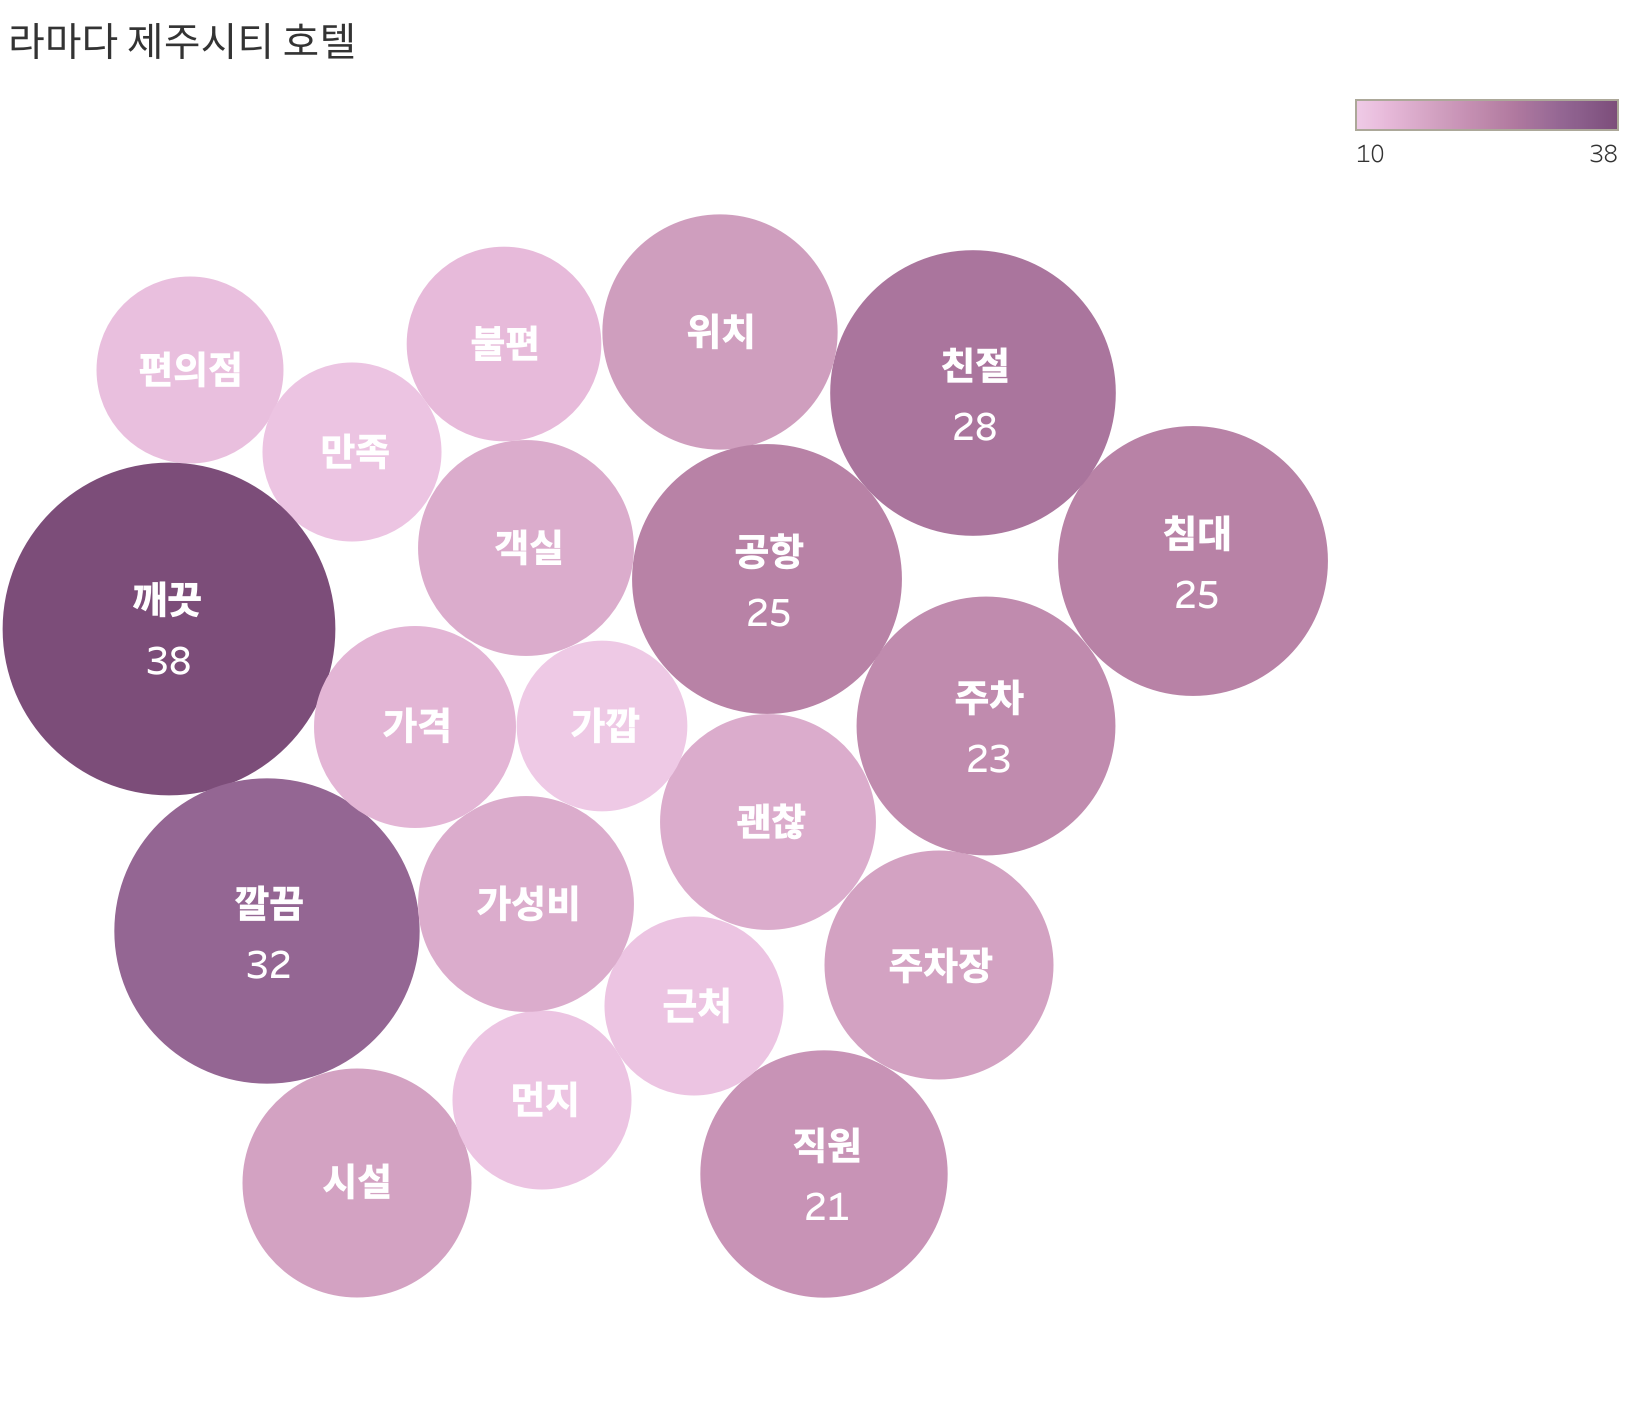 라마다 제주시티 호텔
10 38
위치
불편
친절
28
편의점
만족
침대
25
객실
공항
25
깨끗
38
주차
23
가격
가깝
괜찮
깔끔
32
가성비
주차장
근처
먼지
직원
21
시설